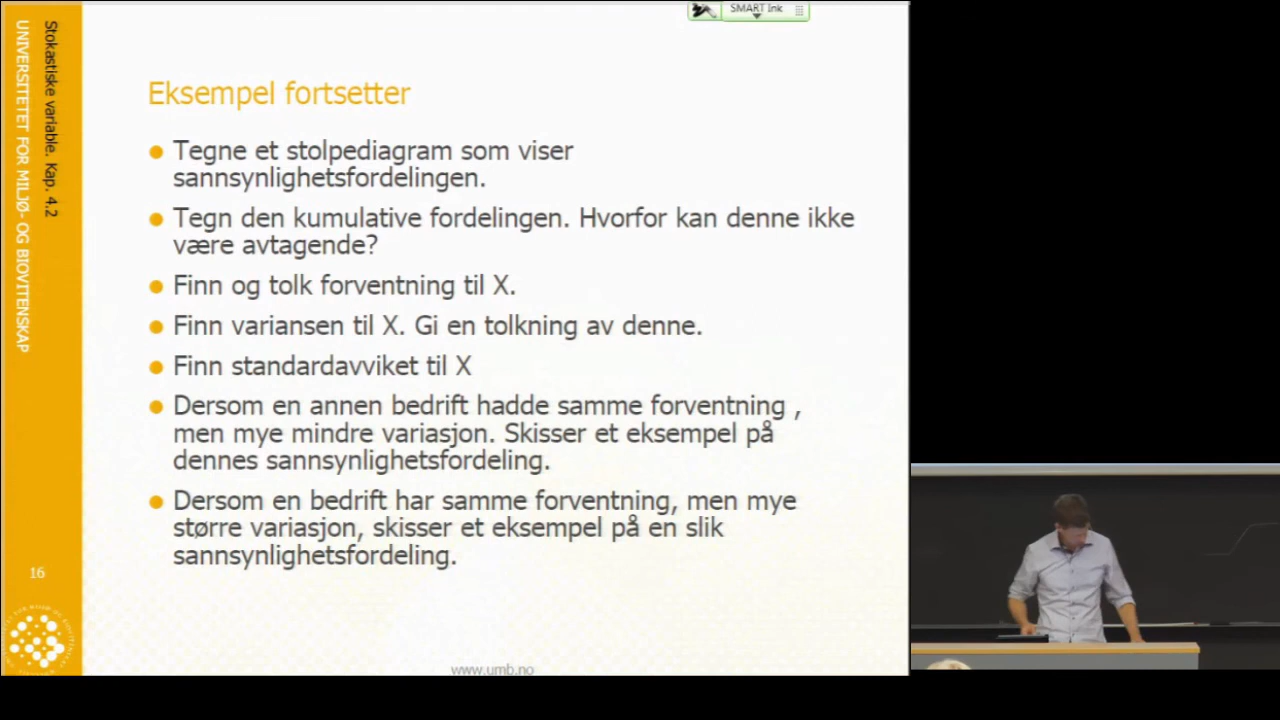 SMART Ink
Stokastiske variable. Kap. 4.2
UNIVERSITETET FOR MILJØ- OG BIOVITENSKAP
Eksempel fortsetter
Tegne et stolpediagram som viser
sannsynlighetsfordelingen.
Tegn den kumulative fordelingen. Hvorfor kan denne ikke
være avtagende?
Finn og tolk forventning til X.
Finn variansen til X. Gi en tolkning av denne.
Finn standardavviket til X
Dersom en annen bedrift hadde samme forventning ,
men mye mindre variasjon. Skisser et eksempel på
dennes sannsynlighetsfordeling.
Dersom en bedrift har samme forventning, men mye
større variasjon, skisser et eksempel på en slik
sannsynlighetsfordeling.
16
www.umb.no